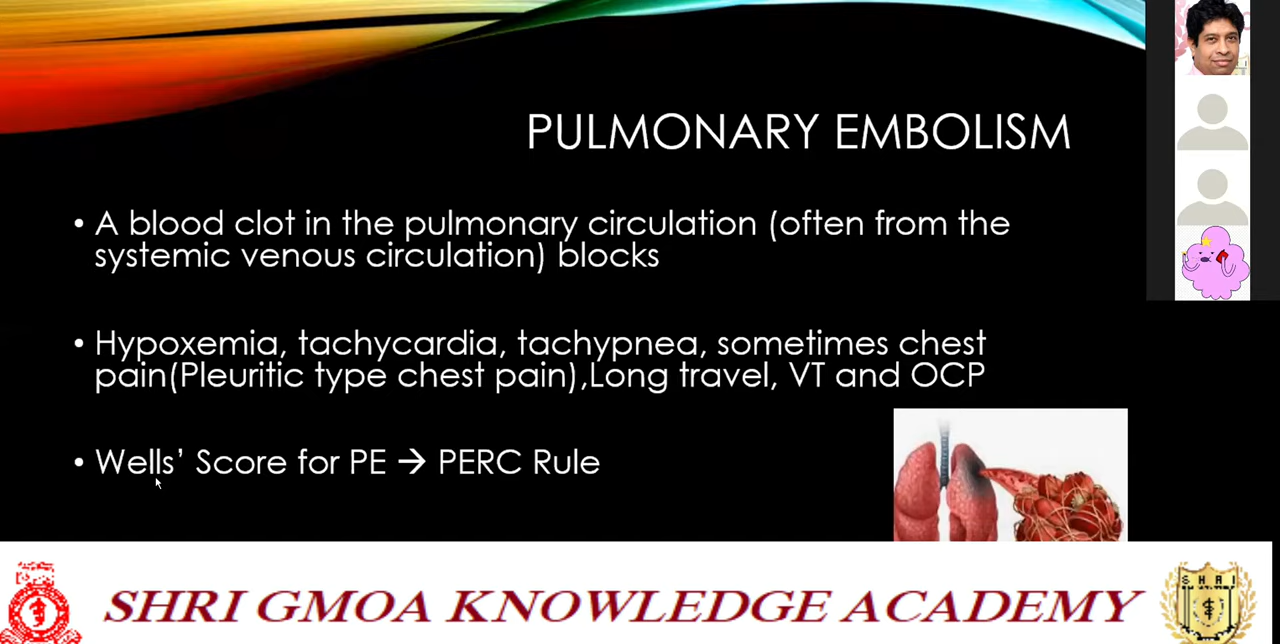 PULMONARY EMBOLISM
• A blood clot in the pulmonary circulation (often from the
systemic venous circulation) blocks
• Hypoxemia, tachycardia, tachypnea, sometimes chest
pain(Pleuritic type chest pain),Long travel, VT and OCP
• Wells’ Score for PE → PERC Rule
SHRI GMOA KNOWLEDGE ACADEMY
SHRI